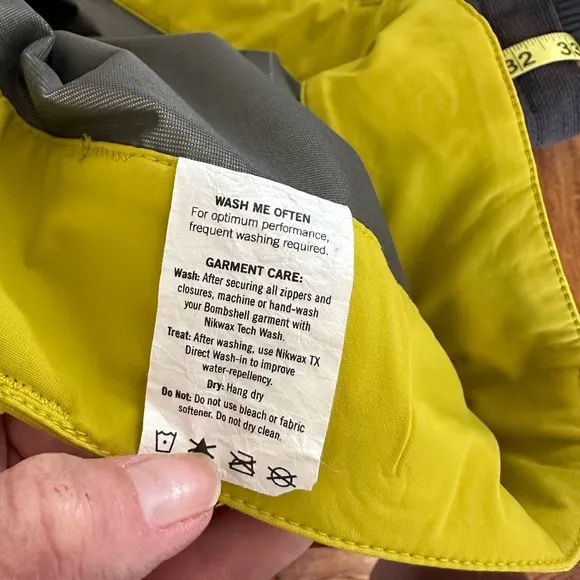 WASH ME OFTEN
For optimum performance,
frequent washing required.
GARMENT CARE:
Wash: After securing all zippers and
closures, machine or hand-wash
your Bombshell garment with
Nikwax Tech Wash.
Treat: After washing, use Nikwax TX
Direct Wash-in to improve
water-repellency.
Dry: Hang dry
Do Not: Do not use bleach or fabric
softener. Do not dry clean.
32 33